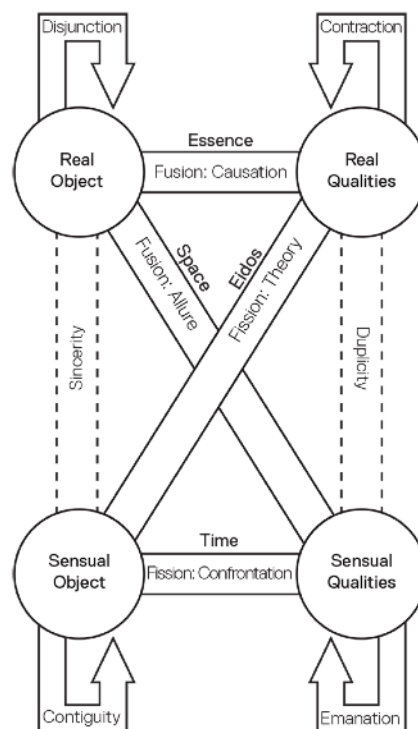 Disjunction
Contraction
Real
Object
Essence
Fusion: Causation
Real
Qualities
Space
Fusion: Allure
Eidos
Fission: Theory
Sincerity
Duplicity
Sensual
Object
Time
Fission: Confrontation
Sensual
Qualities
Contiguity
Emanation